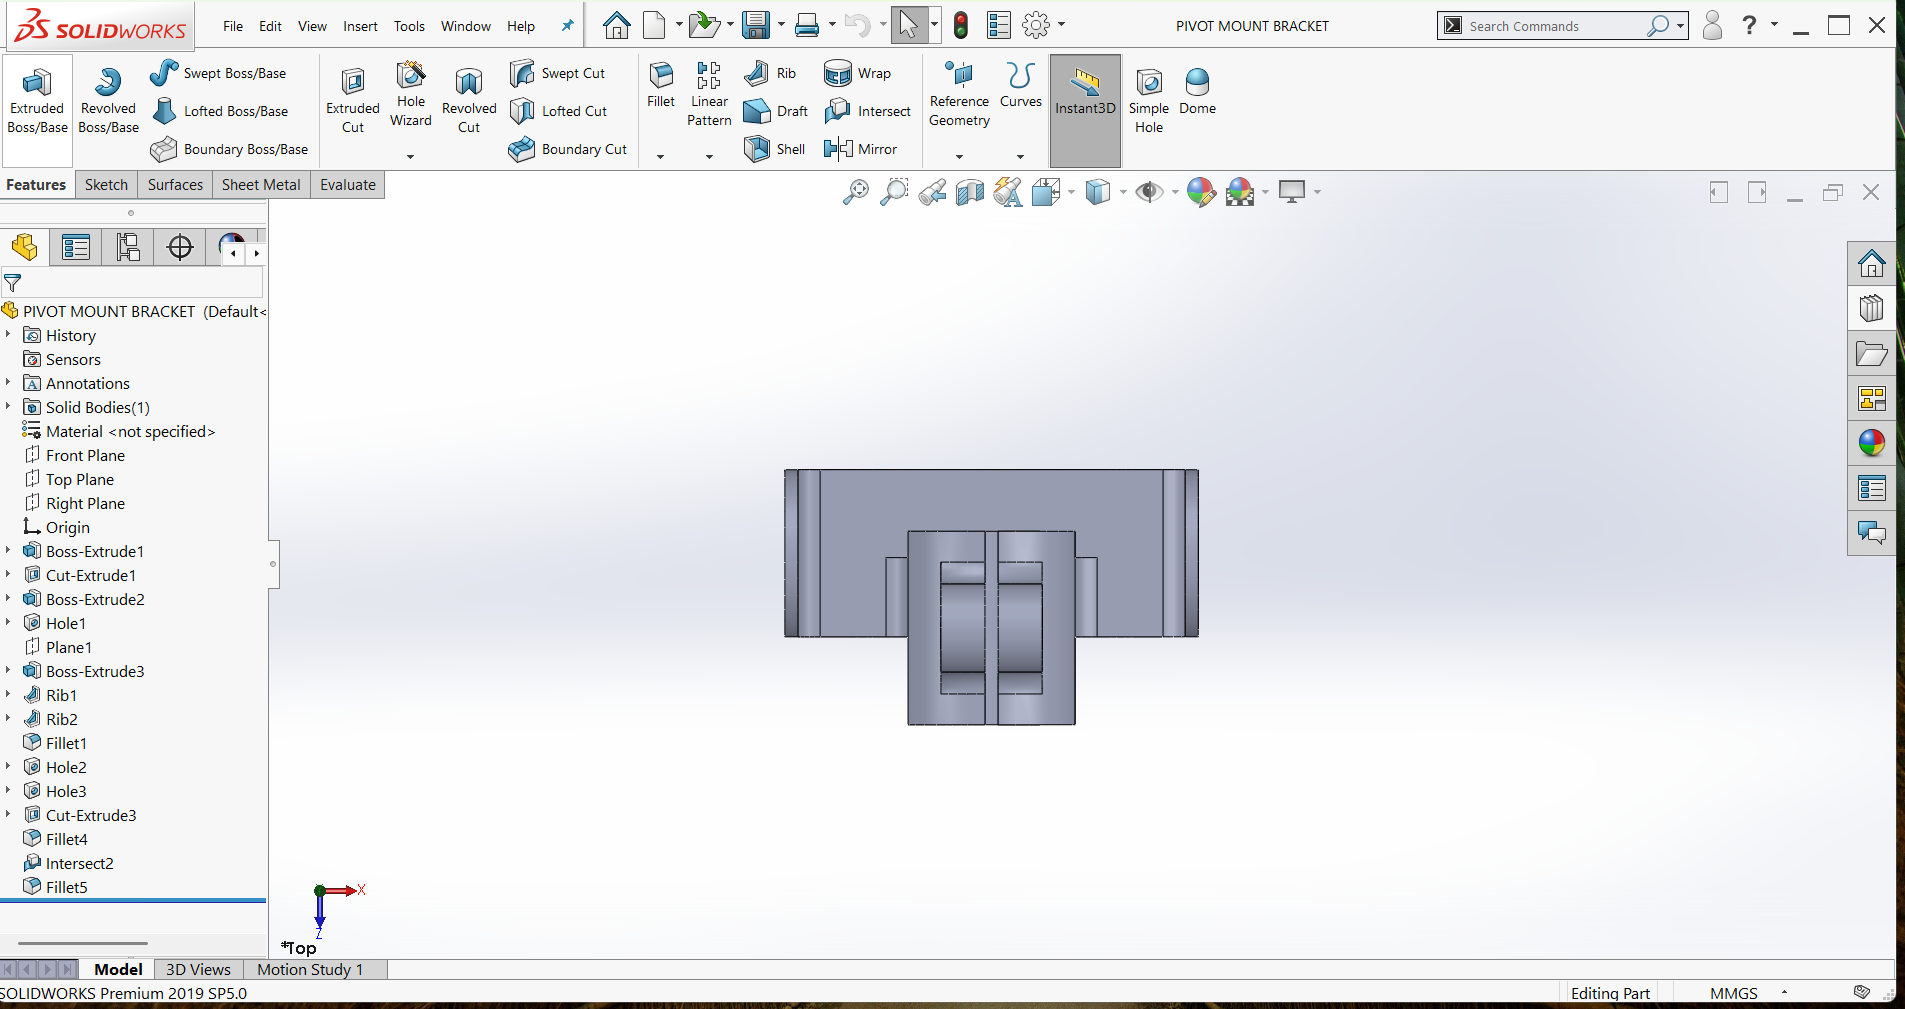 SOLIDWORKS
File Edit View Insert Tools Window Help
PIVOT MOUNT BRACKET
Search Commands
?
Extruded Boss/Base
Revolved Boss/Base
Swept Boss/Base
Lofted Boss/Base
Boundary Boss/Base
Extruded Cut
Hole Wizard
Revolved Cut
Swept Cut
Lofted Cut
Boundary Cut
Fillet
Linear Pattern
Rib
Draft
Shell
Wrap
Intersect
Mirror
Reference Geometry
Curves
Instant3D
Simple Hole
Dome
Features Sketch Surfaces Sheet Metal Evaluate
PIVOT MOUNT BRACKET (Default<
History
Sensors
Annotations
Solid Bodies(1)
Material <not specified>
Front Plane
Top Plane
Right Plane
Origin
Boss-Extrude1
Cut-Extrude1
Boss-Extrude2
Hole1
Plane1
Boss-Extrude3
Rib1
Rib2
Fillet1
Hole2
Hole3
Cut-Extrude3
Fillet4
Intersect2
Fillet5
X
Z
*Top
Model 3D Views Motion Study 1
SOLIDWORKS Premium 2019 SP5.0
Editing Part
MMGS